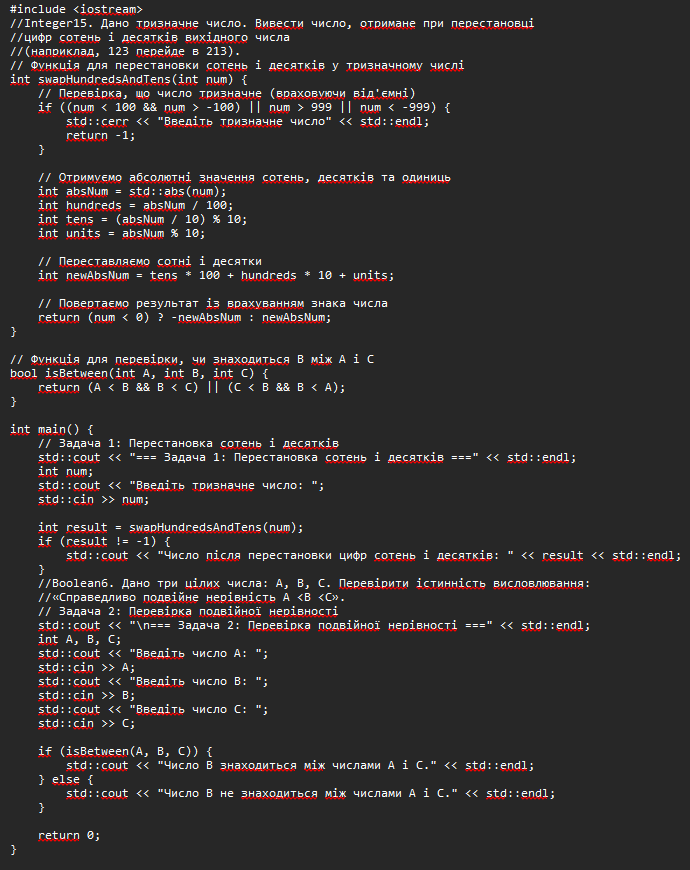 #include <iostream>
//Integer15. Дано тризначне число. Вивести число, отримане при перестановці
//цифр сотень і десятків вихідного числа
//(наприклад, 123 перейде в 213).
// Функція для перестановки сотень і десятків у тризначному числі
int swapHundredsAndTens(int num) {
    // Перевірка, що число тризначне (враховуючи від'ємні)
    if ((num < 100 && num > -100) || num > 999 || num < -999) {
        std::cerr << "Введіть тризначне число" << std::endl;
        return -1;
    }

    // Отримуємо абсолютні значення сотень, десятків та одиниць
    int absNum = std::abs(num);
    int hundreds = absNum / 100;
    int tens = (absNum / 10) % 10;
    int units = absNum % 10;

    // Переставляємо сотні і десятки
    int newAbsNum = tens * 100 + hundreds * 10 + units;

    // Повертаємо результат із врахуванням знака числа
    return (num < 0) ? -newAbsNum : newAbsNum;
}

// Функція для перевірки, чи знаходиться B між A і C
bool isBetween(int A, int B, int C) {
    return (A < B && B < C) || (C < B && B < A);
}

int main() {
    // Задача 1: Перестановка сотень і десятків
    std::cout << "=== Задача 1: Перестановка сотень і десятків ===" << std::endl;
    int num;
    std::cout << "Введіть тризначне число: ";
    std::cin >> num;

    int result = swapHundredsAndTens(num);
    if (result != -1) {
        std::cout << "Число після перестановки цифр сотень і десятків: " << result << std::endl;
    }
    //Boolean6. Дано три цілих числа: A, B, C. Перевірити істинність висловлювання:
    //«Справедливо подвійне нерівність A <B <C».
    // Задача 2: Перевірка подвійної нерівності
    std::cout << "\n=== Задача 2: Перевірка подвійної нерівності ===" << std::endl;
    int A, B, C;
    std::cout << "Введіть число A: ";
    std::cin >> A;
    std::cout << "Введіть число B: ";
    std::cin >> B;
    std::cout << "Введіть число C: ";
    std::cin >> C;

    if (isBetween(A, B, C)) {
        std::cout << "Число B знаходиться між числами A і C." << std::endl;
    } else {
        std::cout << "Число B не знаходиться між числами A і C." << std::endl;
    }

    return 0;
}